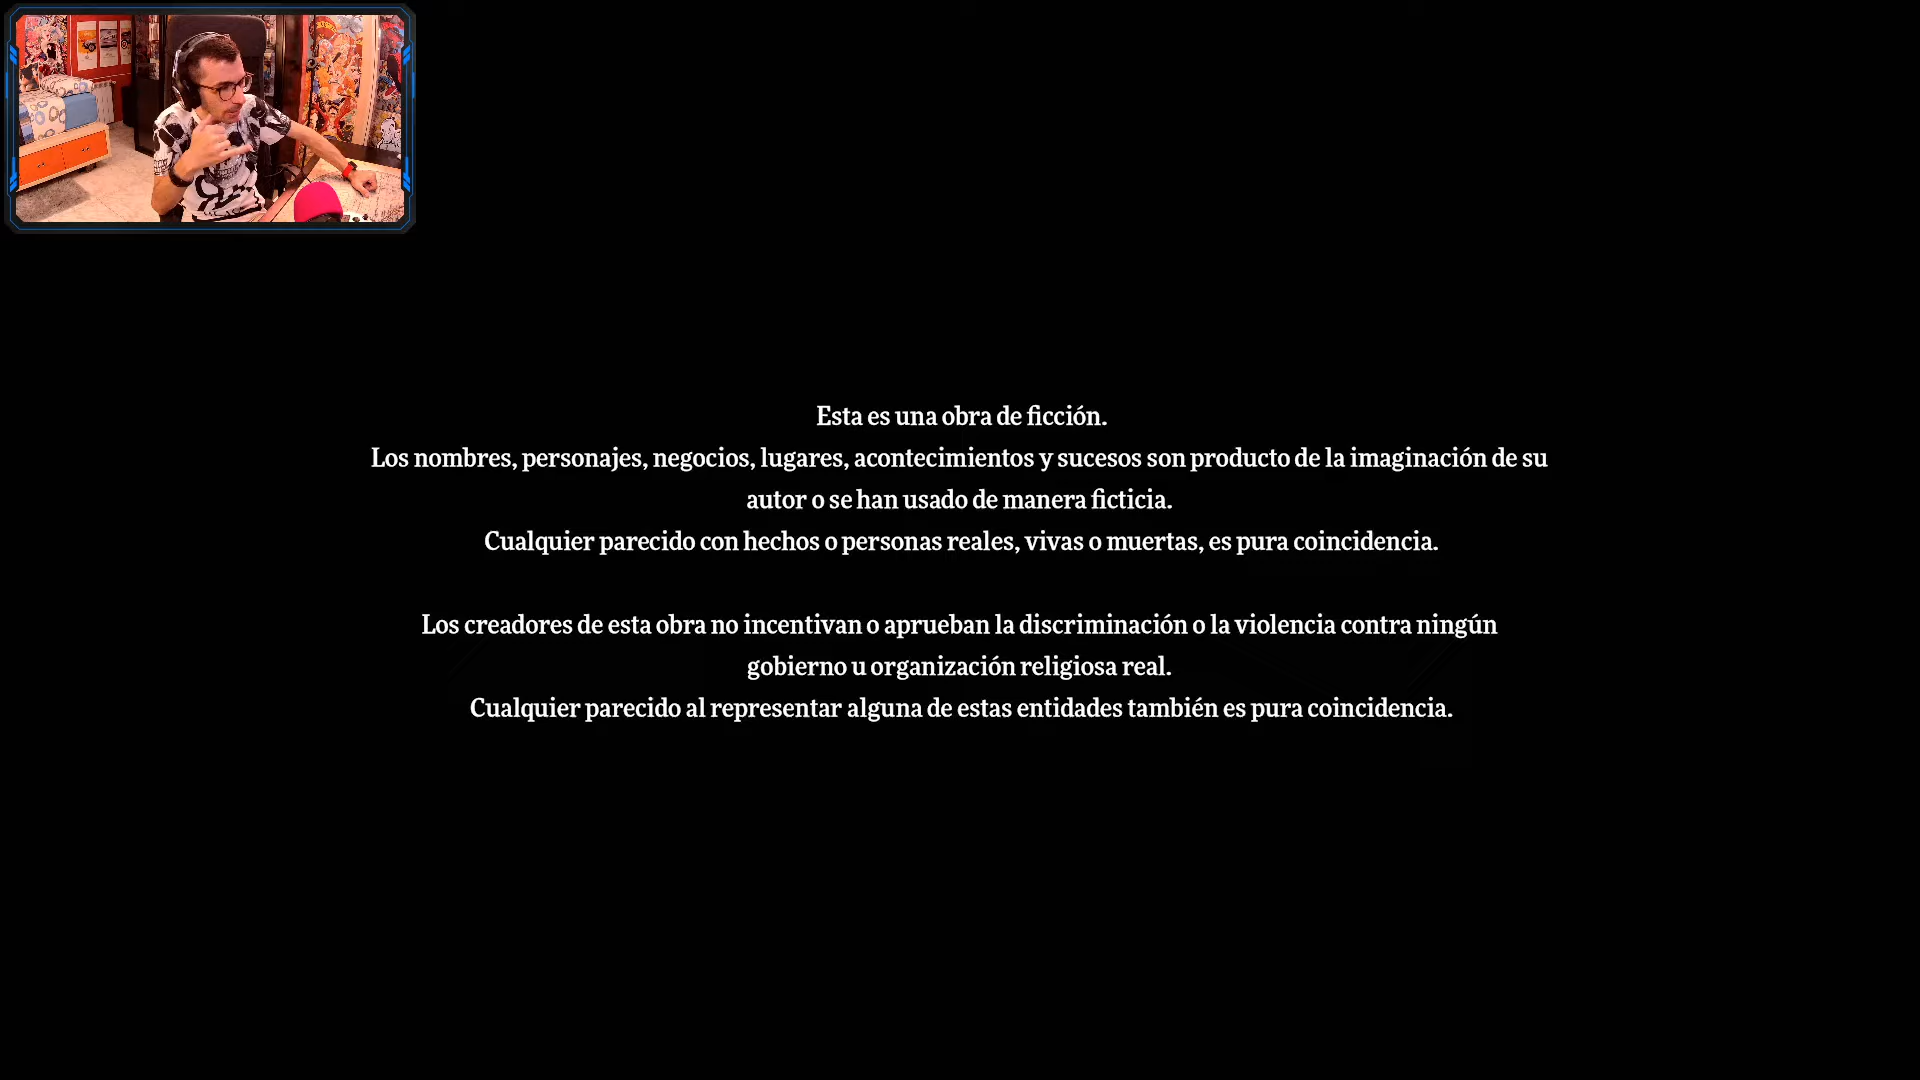 Esta es una obra de ficción.
Los nombres, personajes, negocios, lugares, acontecimientos y sucesos son producto de la imaginación de su
autor o se han usado de manera ficticia.
Cualquier parecido con hechos o personas reales, vivas o muertas, es pura coincidencia.
Los creadores de esta obra no incentivan o aprueban la discriminación o la violencia contra ningún
gobierno u organización religiosa real.
Cualquier parecido al representar alguna de estas entidades también es pura coincidencia.